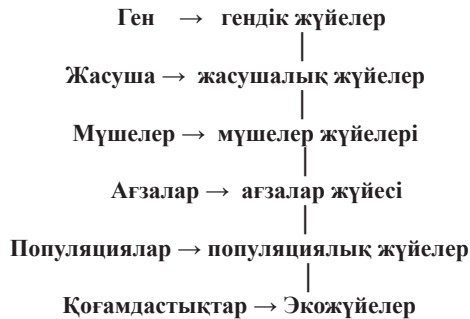 Ген → гендік жүйелер
Жасуша → жасушалық жүйелер
Мүшелер → мүшелер жүйелері
Ағзалар → ағзалар жүйесі
Популяциялар → популяциялық жүйелер
Қоғамдастықтар → Экожүйелер